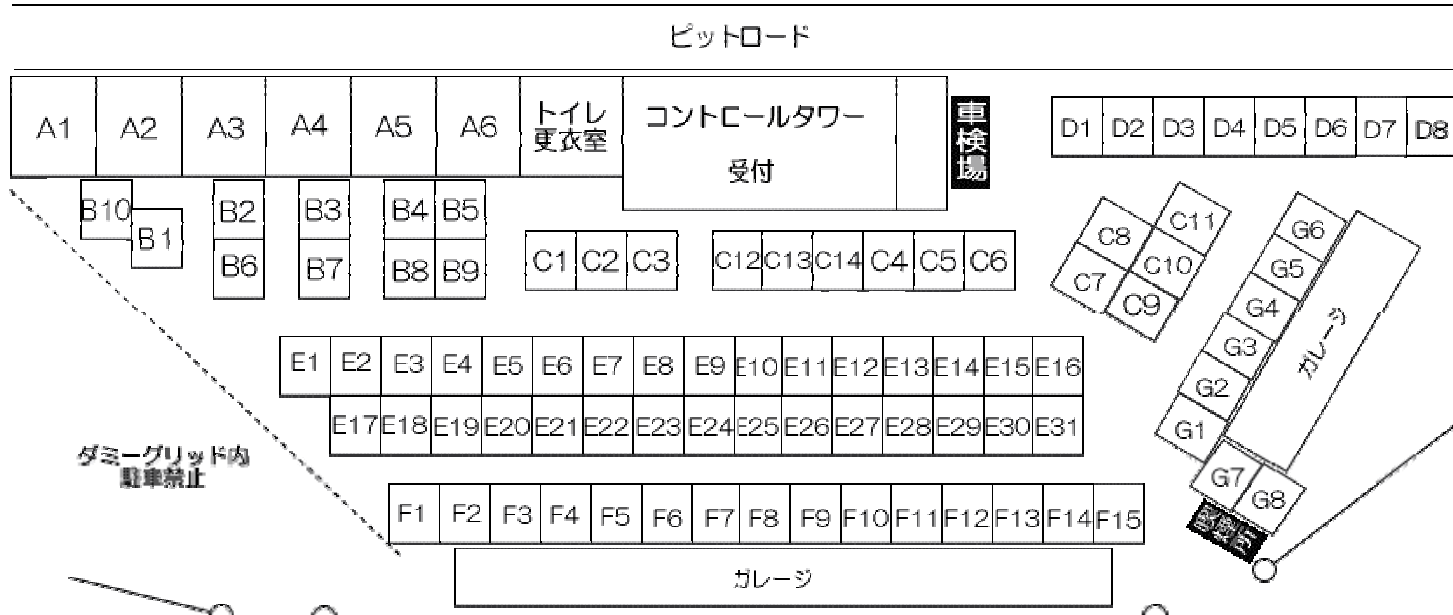 ピットロード
A1 A2 A3 A4 A5 A6
トイレ
更衣室
コントロールタワー
受付
車検場
D1 D2 D3 D4 D5 D6 D7 D8
B10 B1 B2 B3 B4 B5
B6 B7 B8 B9
C1 C2 C3
C12 C13 C14 C4 C5 C6
C8 C11
C7 C10
C9
G6
G5
G4
G3
G2
G1
ガレージ
G7 G8
E1 E2 E3 E4 E5 E6 E7 E8 E9 E10 E11 E12 E13 E14 E15 E16
E17 E18 E19 E20 E21 E22 E23 E24 E25 E26 E27 E28 E29 E30 E31
ダミーグリッド内
駐車禁止
F1 F2 F3 F4 F5 F6 F7 F8 F9 F10 F11 F12 F13 F14 F15
ガレージ